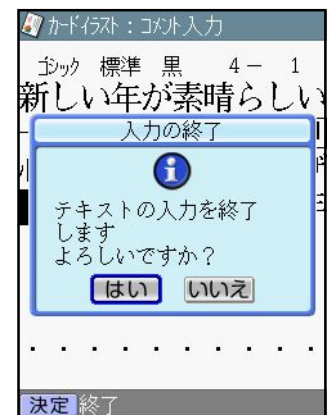 カードイラスト：コメント入力
ゴシック 標準 黒 4－ 1
新しい年が素晴らしい
入力の終了
テキストの入力を終了
します
よろしいですか？
はい いいえ
決定 終了